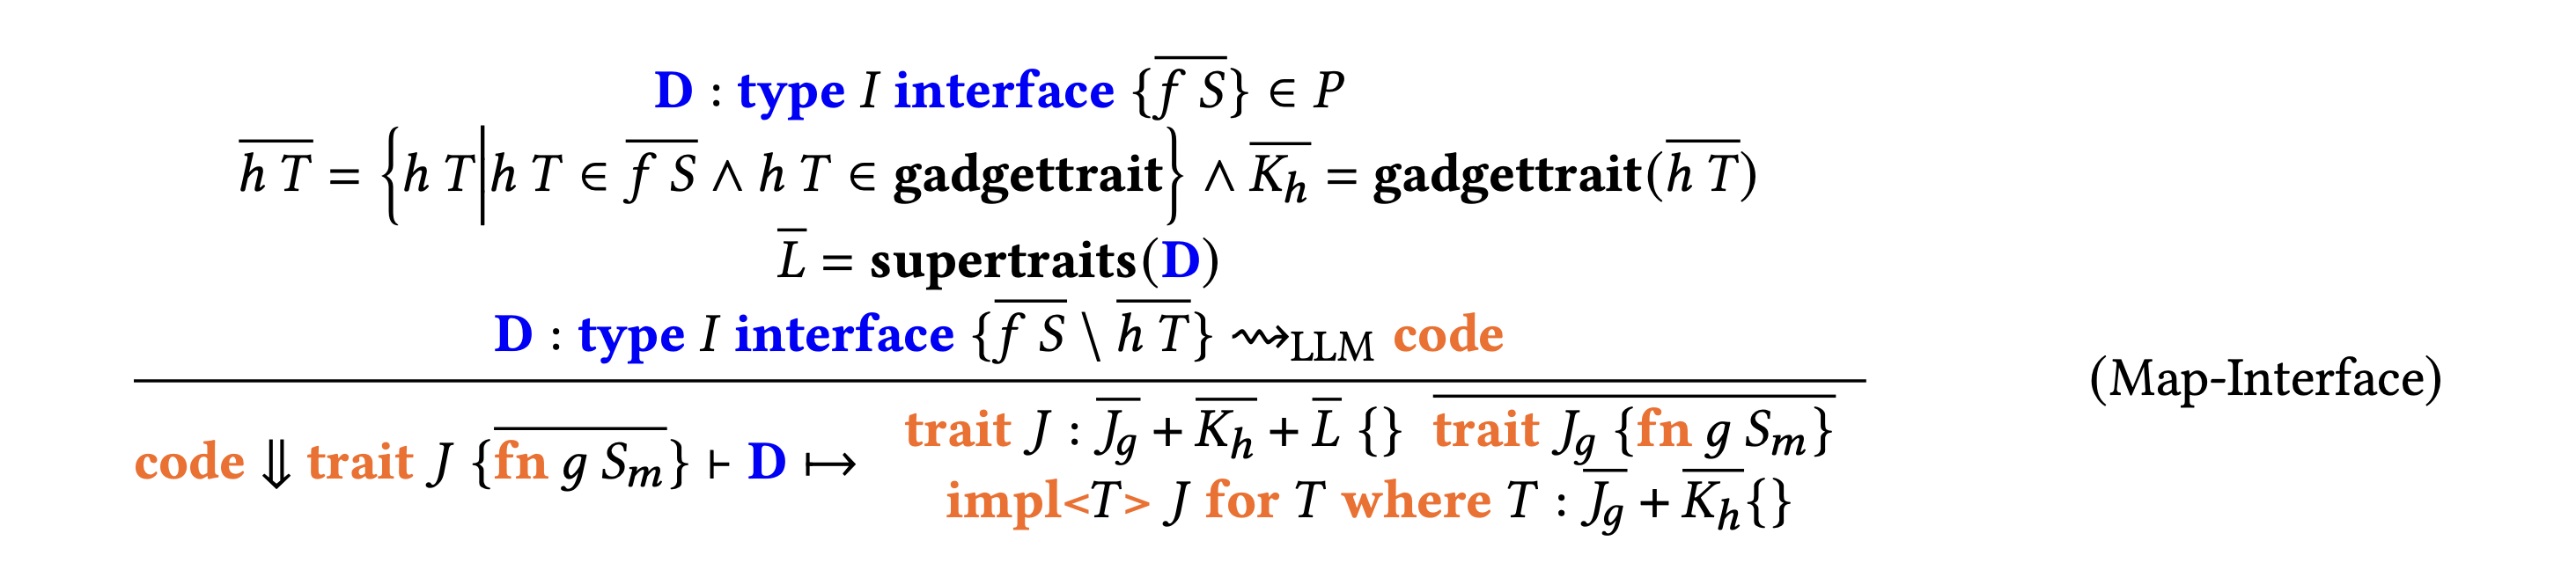 D : type I interface {f S} ∈ P
h T = {h T|h T ∈ f S ∧ h T ∈ gadgettrait} ∧ K_h = gadgettrait(h T)
L = supertraits(D)
D : type I interface {f S \ h T} ⇝LLM code
(Map-Interface)
code ⇓ trait J {fn g S_m} ⊢ D ⟼
trait J : J_g + K_h + L {} trait J_g {fn g S_m}
impl<T> J for T where T : J_g + K_h{}